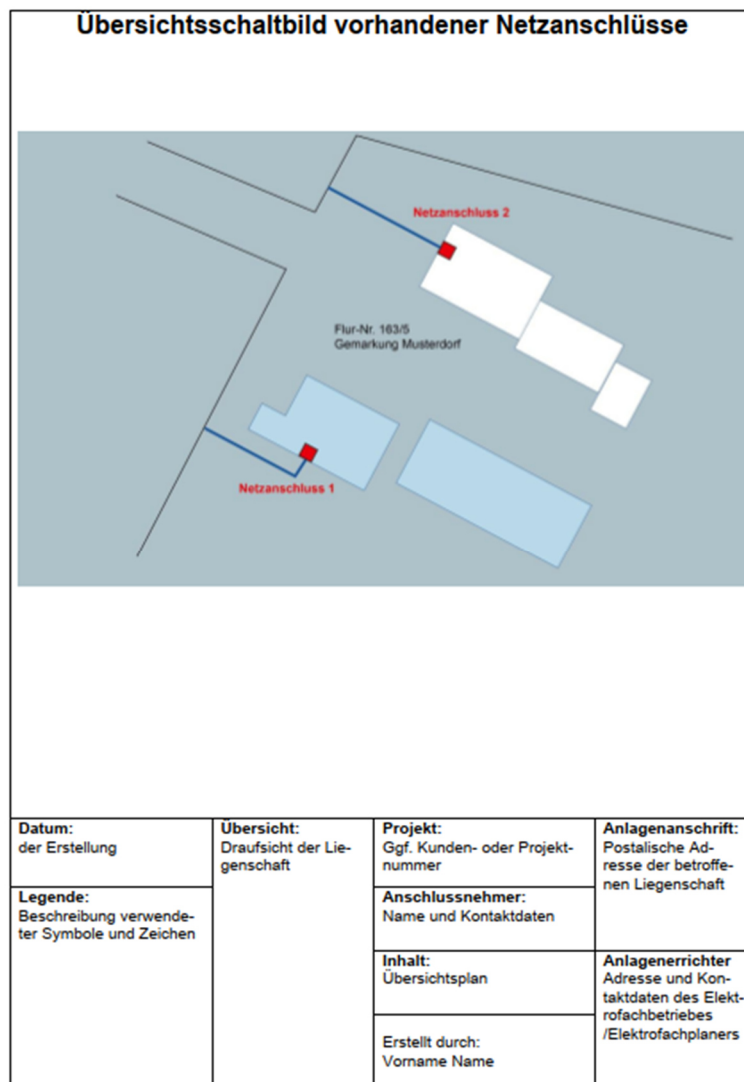 Übersichtsschaltbild vorhandener Netzanschlüsse
Netzanschluss 2
Flur-Nr. 163/5
Gemarkung Musterdorf
Netzanschluss 1
Datum:
der Erstellung
Übersicht:
Draufsicht der Lie-
genschaft
Projekt:
Ggf. Kunden- oder Projekt-
nummer
Anlagenanschrift:
Postalische Ad-
resse der betroffe-
nen Liegenschaft
Legende:
Beschreibung verwende-
ter Symbole und Zeichen
Anschlussnehmer:
Name und Kontaktdaten
Inhalt:
Übersichtsplan
Anlagenerrichter
Adresse und Kon-
taktdaten des Elekt-
rofachbetriebes
/Elektrofachplaners
Erstellt durch:
Vorname Name